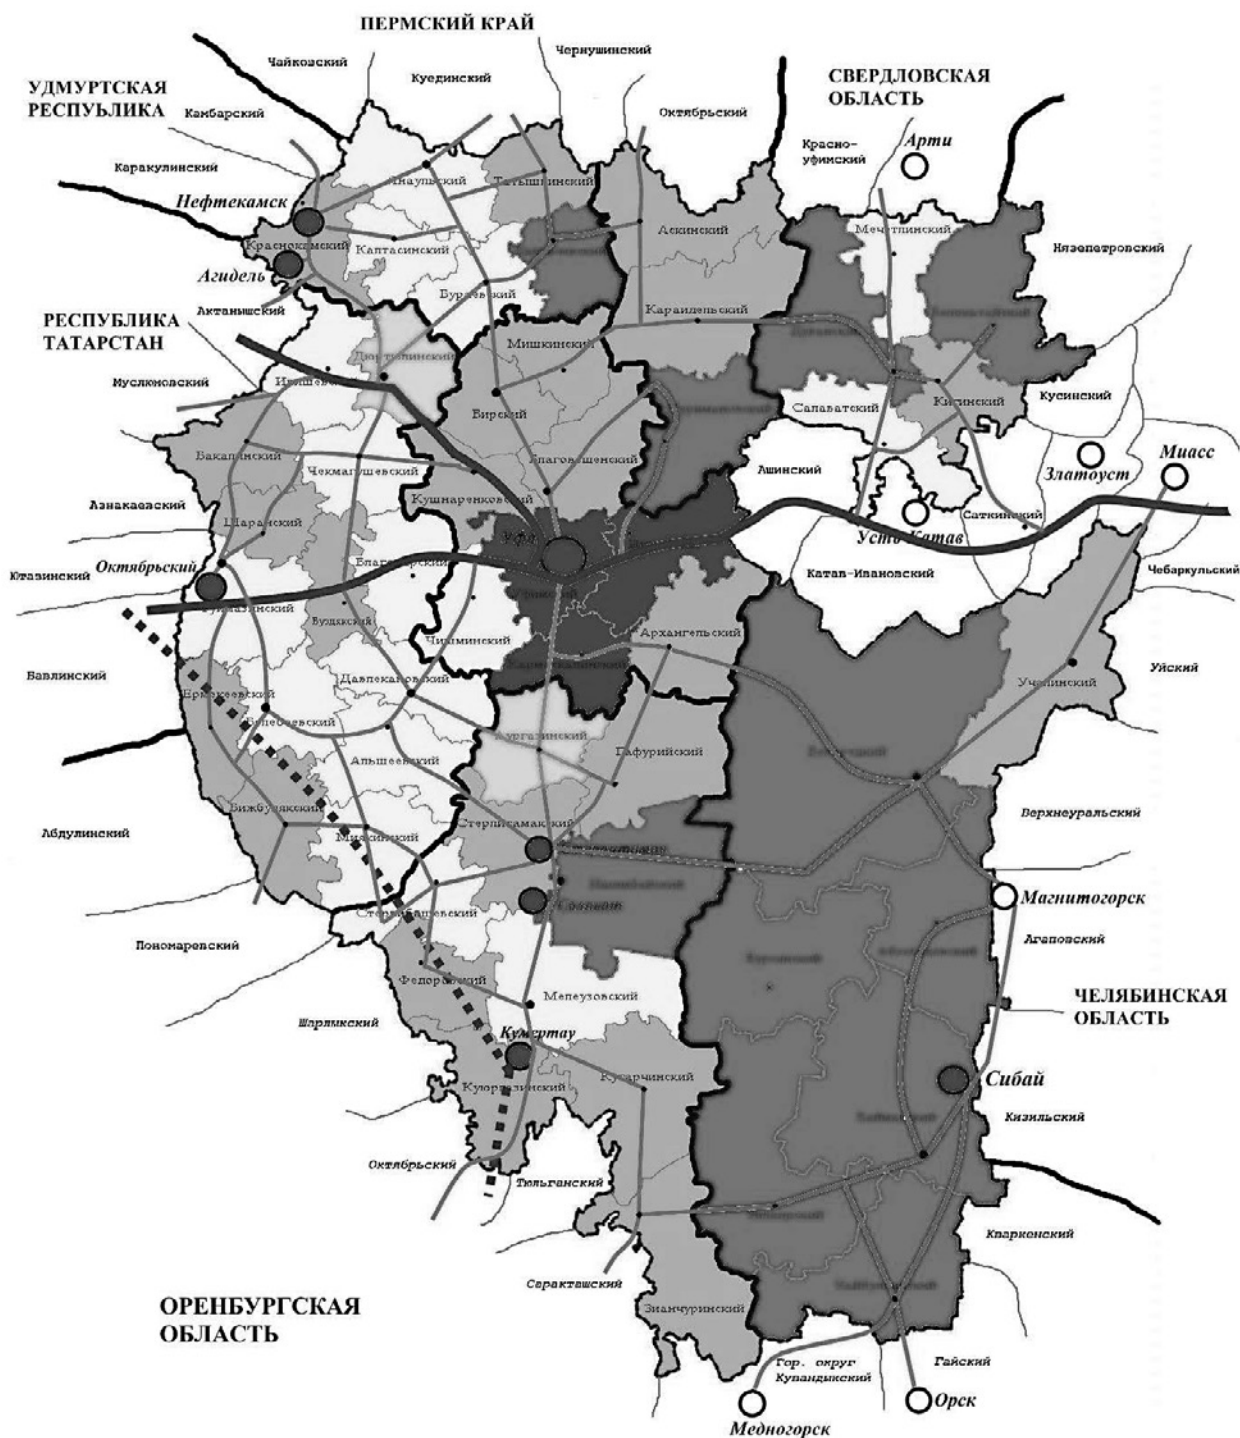 ПЕРМСКИЙ КРАЙ
Чернушинский
Чайковский
Куединский
УДМУРТСКАЯ
РЕСПУЬЛИКА
СВЕРДЛОВСКАЯ
ОБЛАСТЬ
Камбарский
Октябрьский
Красно-
уфимский
Арти
Каракулинский
Татышлинский
Нефтекамск
Аскинский
Мечетлинский
Краснокамский
Калтасинский
Нязепетровский
Агидель
Бураевский
Актанышский
Караидельский
РЕСПУБЛИКА
ТАТАРСТАН
Мишкинский
Дюртюлинский
Муслюмовский
Илишевский
Кусинский
Бирский
Салаватский
Кигинский
Бакалинский
Чекмагушевский
Благовещенский
Ашинский
Миасс
Златоуст
Кушнаренковский
Азнакаевский
Шаранский
Саткинский
Уфа
Усть-Катав
Октябрьский
Ютазинский
Катав-Ивановский
Чебаркульский
Буздякский
Чишминский
Архангельский
Бавлинский
Давлекановский
Уйский
Учалинский
Ермекеевский
Белебеевский
Гафурийский
Альшеевский
Бижбулякский
Верхнеуральский
Абдулинский
Стерлисамакский
Миякинский
Магнитогорск
Стерлибашевский
Агаповский
Пономаревский
Федоровский
Мелеузовский
ЧЕЛЯБИНСКАЯ
ОБЛАСТЬ
Шарлыкский
Кумертау
Кугарчинский
Сибай
Куюргазинский
Кизильский
Октябрьский
Тюльганский
Кваркенский
Саракташский
ОРЕНБУРГСКАЯ
ОБЛАСТЬ
Зианчуринский
Гор. округ
Кувандыкский
Гайский
Орск
Медногорск